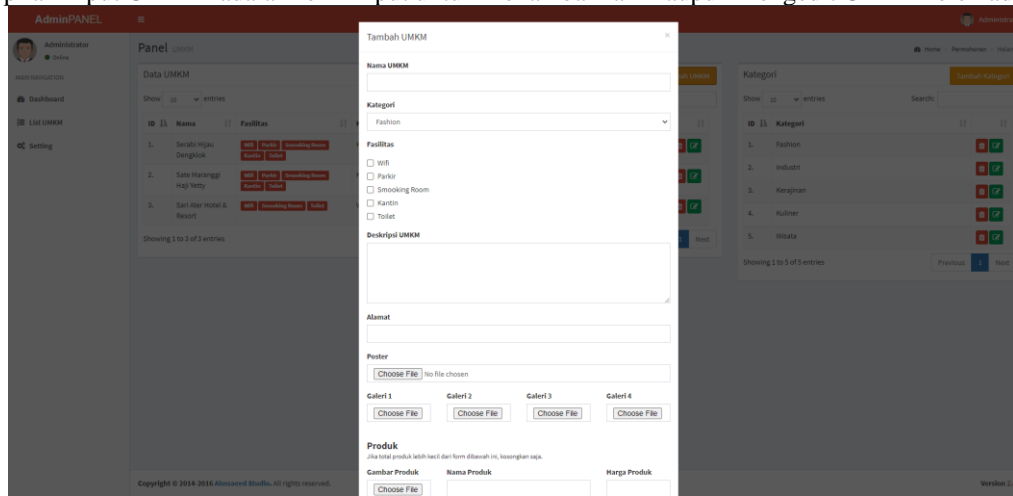 AdminPANEL
Administrator
Online
MAIN NAVIGATION
Dashboard
List UMKM
Setting
Panel UMKM
Home
Data UMKM
Show 10 entries
ID Nama Fasilitas
1. Serabi Hijau Dengklok Wifi Parkir Smooking Room Kantin Toilet
2. Sate Maranggi Haji Yetty Wifi Parkir Smooking Room Kantin Toilet
3. Sari Ater Hotel & Resort Wifi Smooking Room Toilet
Showing 1 to 3 of 3 entries
Next
Tambah UMKM
×
Nama UMKM
Kategori
Fashion
Fasilitas
Wifi
Parkir
Smooking Room
Kantin
Toilet
Deskripsi UMKM
Alamat
Poster
Choose File No file chosen
Galeri 1 Galeri 2 Galeri 3 Galeri 4
Choose File Choose File Choose File Choose File
Produk
Jika total produk lebih kecil dari form dibawah ini, kosongkan saja.
Gambar Produk Nama Produk Harga Produk
Choose File
Kategori
Tambah Kategori
Show 10 entries Search:
ID Kategori
1. Fashion
2. Industri
3. Kerajinan
4. Kuliner
5. Wisata
Showing 1 to 5 of 5 entries
Previous 1 Next
Copyright © 2014-2016 Almsaeed Studio. All rights reserved.
Version